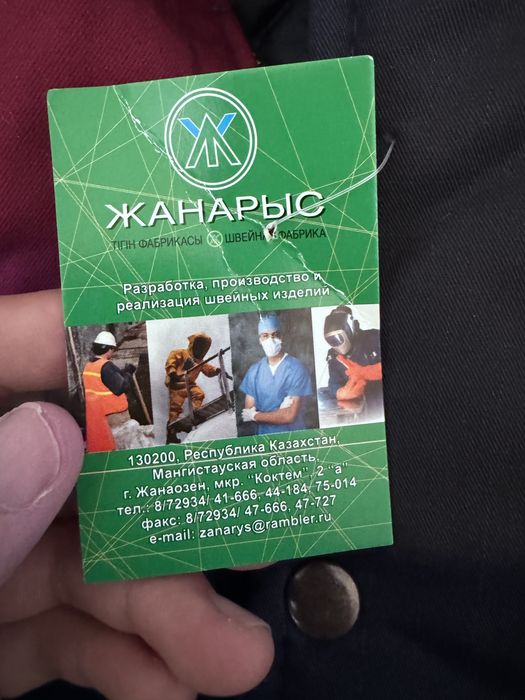 ЖАНАРЫС
ТІГІН ФАБРИКАСЫ ШВЕЙНАЯ ФАБРИКА
Разработка, производство и
реализация швейных изделий
130200, Республика Казахстан,
Мангистауская область,
г. Жанаозен, мкр. "Коктем", 2 "а"
тел.: 8/72934/ 41-666, 44-184, 75-014
факс: 8/72934/ 47-666, 47-727
e-mail: zanarys@rambler.ru